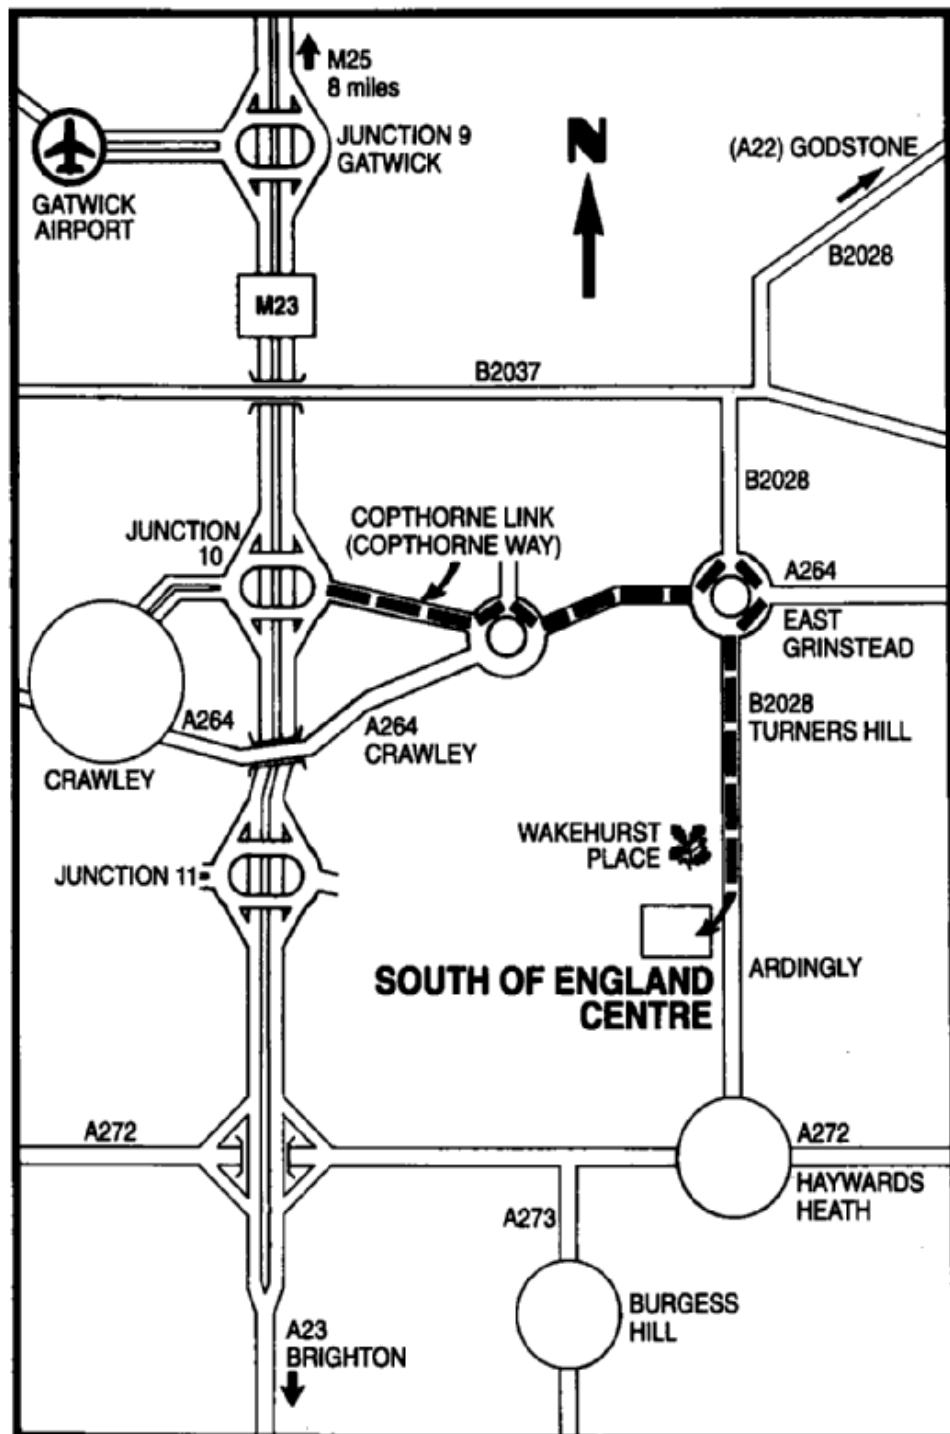 M25
8 miles
JUNCTION 9
GATWICK
N
(A22) GODSTONE
GATWICK
AIRPORT
B2028
M23
B2037
B2028
COPTHORNE LINK
(COPTHORNE WAY)
JUNCTION
10
A264
EAST
GRINSTEAD
A264
A264
CRAWLEY
B2028
TURNERS HILL
CRAWLEY
WAKEHURST
PLACE
JUNCTION 11
ARDINGLY
SOUTH OF ENGLAND
CENTRE
A272
A272
HAYWARDS
HEATH
A273
BURGESS
HILL
A23
BRIGHTON